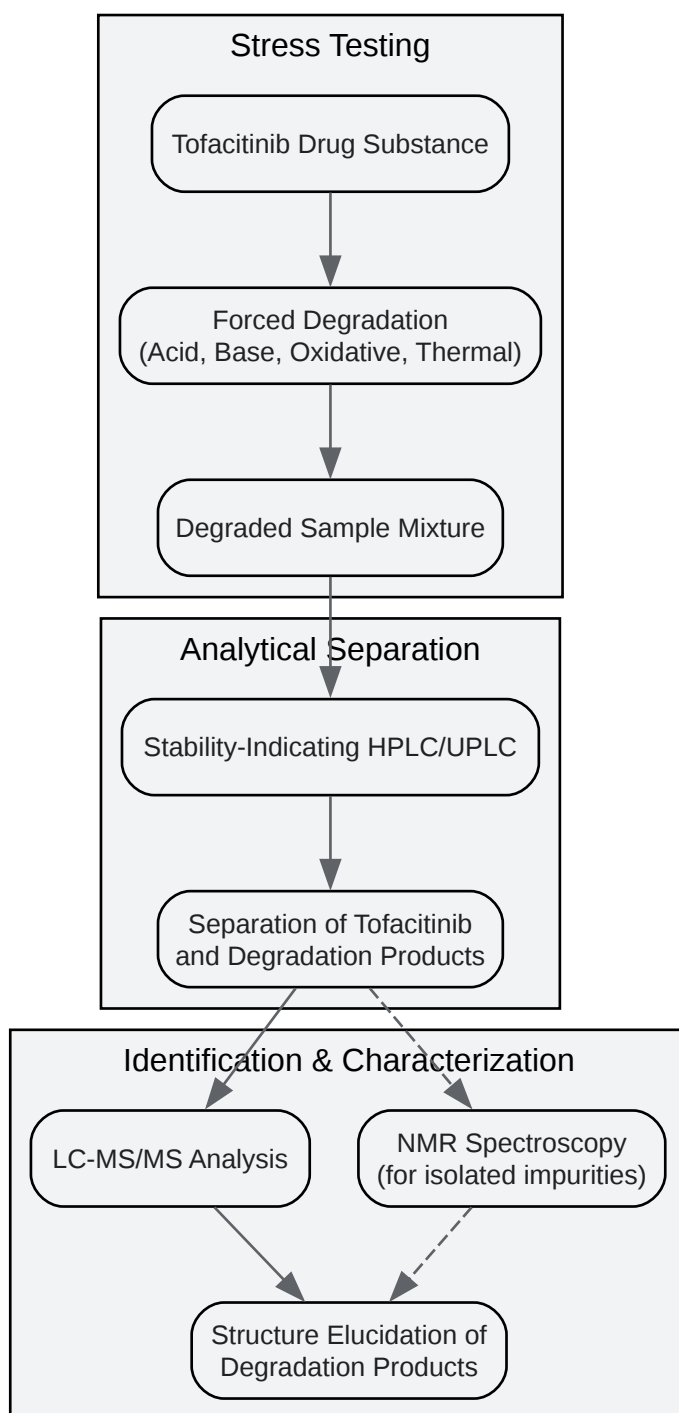 Stress Testing
Tofacitinib Drug Substance
Forced Degradation
(Acid, Base, Oxidative, Thermal)
Degraded Sample Mixture
Analytical Separation
Stability-Indicating HPLC/UPLC
Separation of Tofacitinib
and Degradation Products
Identification & Characterization
LC-MS/MS Analysis
NMR Spectroscopy
(for isolated impurities)
Structure Elucidation of
Degradation Products